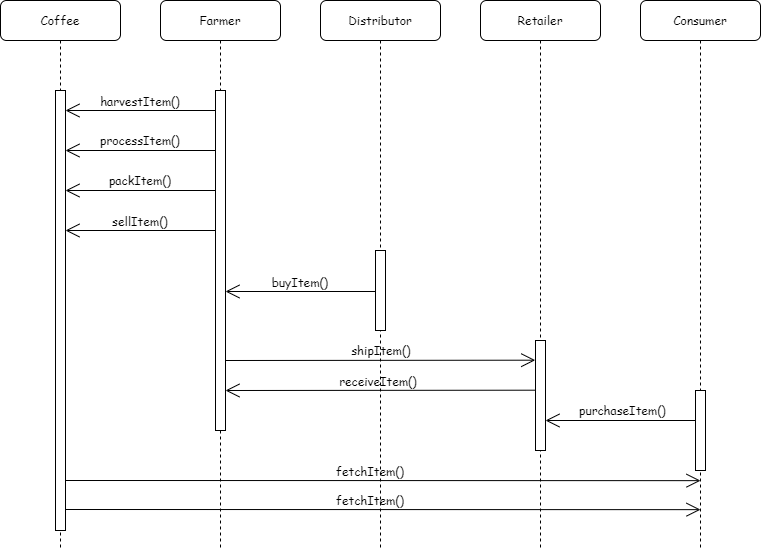 Coffee
Farmer
Distributor
Retailer
Consumer
harvestItem()
processItem()
packItem()
sellItem()
buyItem()
shipItem()
receiveItem()
purchaseItem()
fetchItem()
fetchItem()